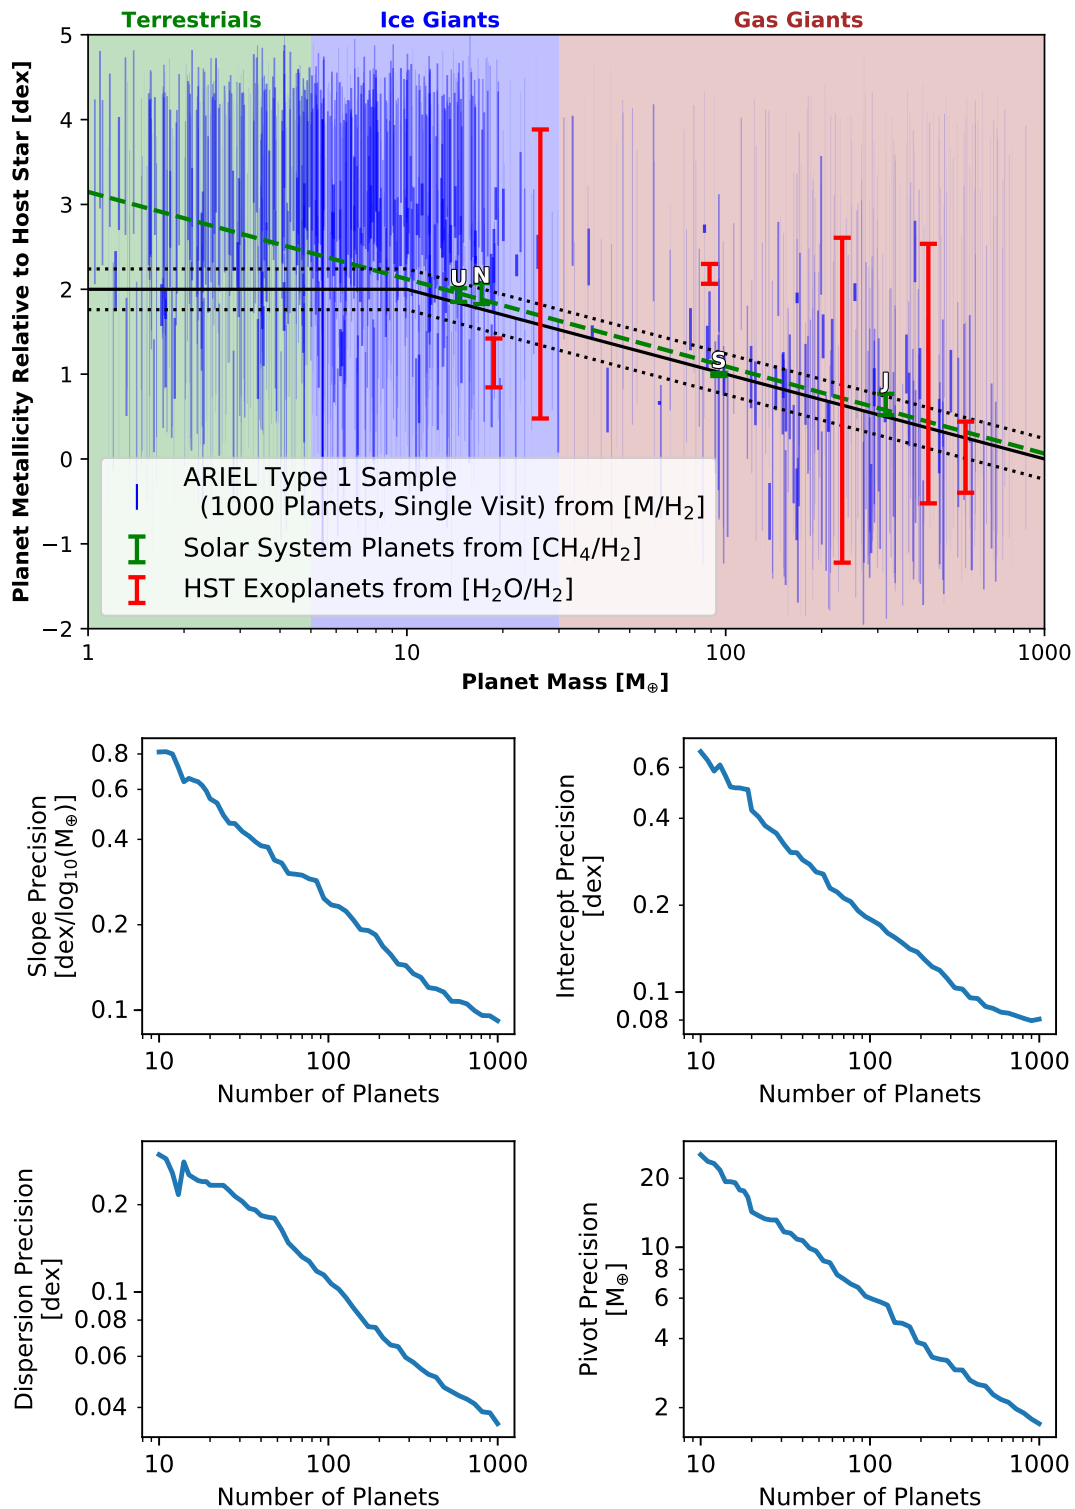 Terrestrials Ice Giants Gas Giants
Planet Metallicity Relative to Host Star [dex]
5
4
3
2
1
0
−1
−2
U N
S
J
ARIEL Type 1 Sample
(1000 Planets, Single Visit) from [M/H₂]
Solar System Planets from [CH₄/H₂]
HST Exoplanets from [H₂O/H₂]
1 10 100 1000
Planet Mass [M⊕]
Slope Precision
[dex/log₁₀(M⊕)]
0.8
0.6
0.4
0.2
0.1
10 100 1000
Number of Planets
Intercept Precision
[dex]
0.6
0.4
0.2
0.1
0.08
10 100 1000
Number of Planets
Dispersion Precision
[dex]
0.2
0.1
0.08
0.06
0.04
10 100 1000
Number of Planets
Pivot Precision
[M⊕]
20
10
8
6
4
2
10 100 1000
Number of Planets